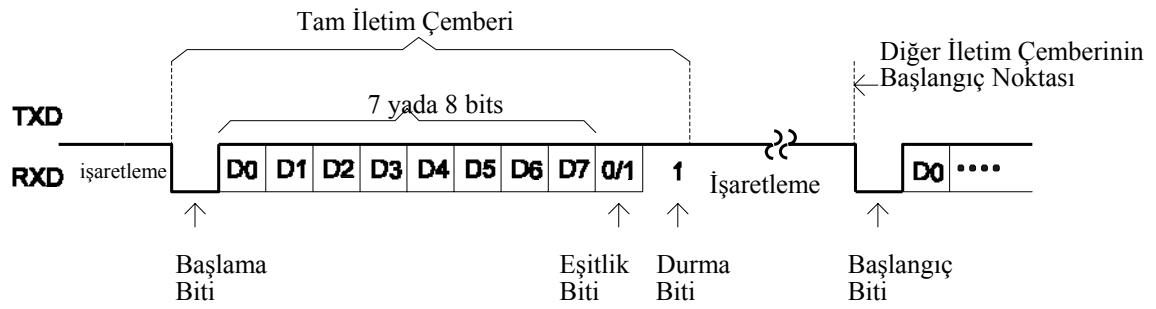 Tam İletim Çemberi
Diğer İletim Çemberinin
Başlangıç Noktası
7 yada 8 bits
TXD
RXD işaretleme D0 D1 D2 D3 D4 D5 D6 D7 0/1 1 İşaretleme D0 ····
Başlama
Biti
Eşitlik
Biti
Durma
Biti
Başlangıç
Biti